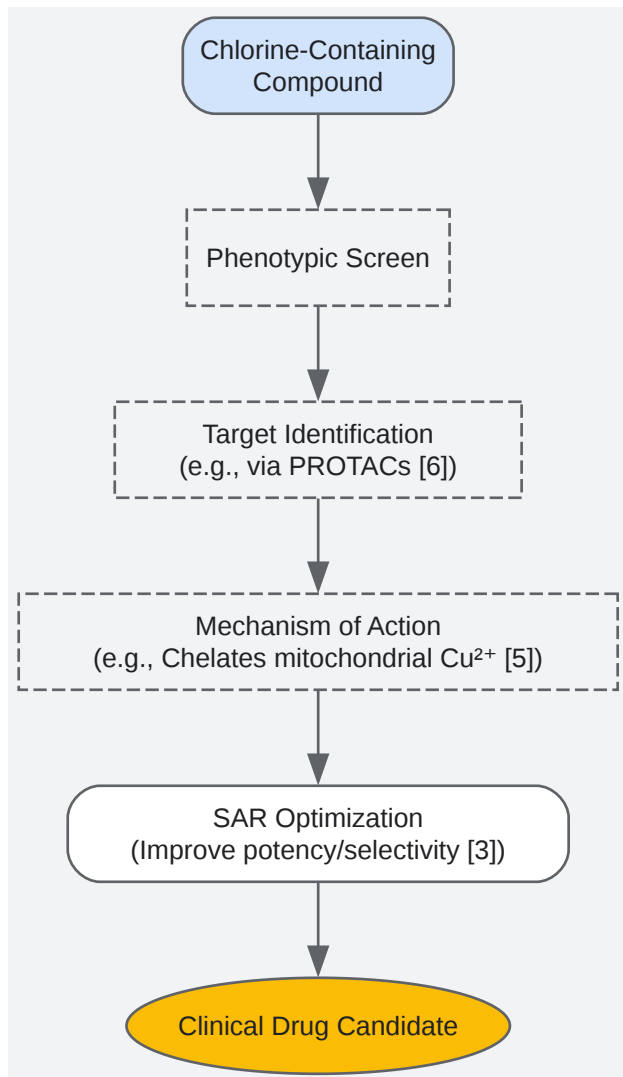 Chlorine-Containing
Compound
Phenotypic Screen
Target Identification
(e.g., via PROTACs [6])
Mechanism of Action
(e.g., Chelates mitochondrial Cu²⁺ [5])
SAR Optimization
(Improve potency/selectivity [3])
Clinical Drug Candidate